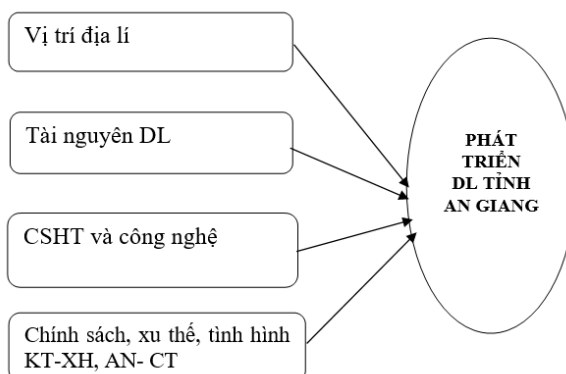 Vị trí địa lí
Tài nguyên DL
CSHT và công nghệ
Chính sách, xu thế, tình hình
KT-XH, AN- CT
PHÁT
TRIỂN
DL TỈNH
AN GIANG